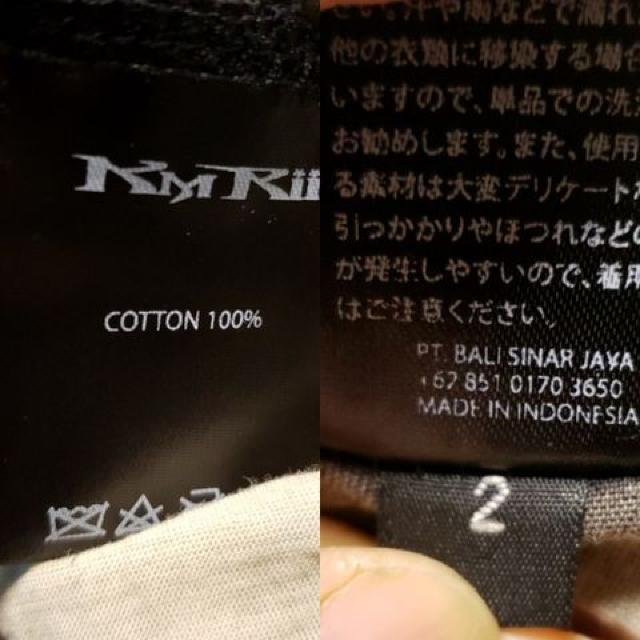 KMRii
COTTON 100%
他の衣類に移染する場合
いますので、単品での洗
お勧めします。また、使用
る素材は大変デリケート
引っかかりやほつれなどの
が発生しやすいので、着用
はご注意ください。
PT. BALI SINAR JAVA
+62 851 0170 3650
MADE IN INDONESIA
2